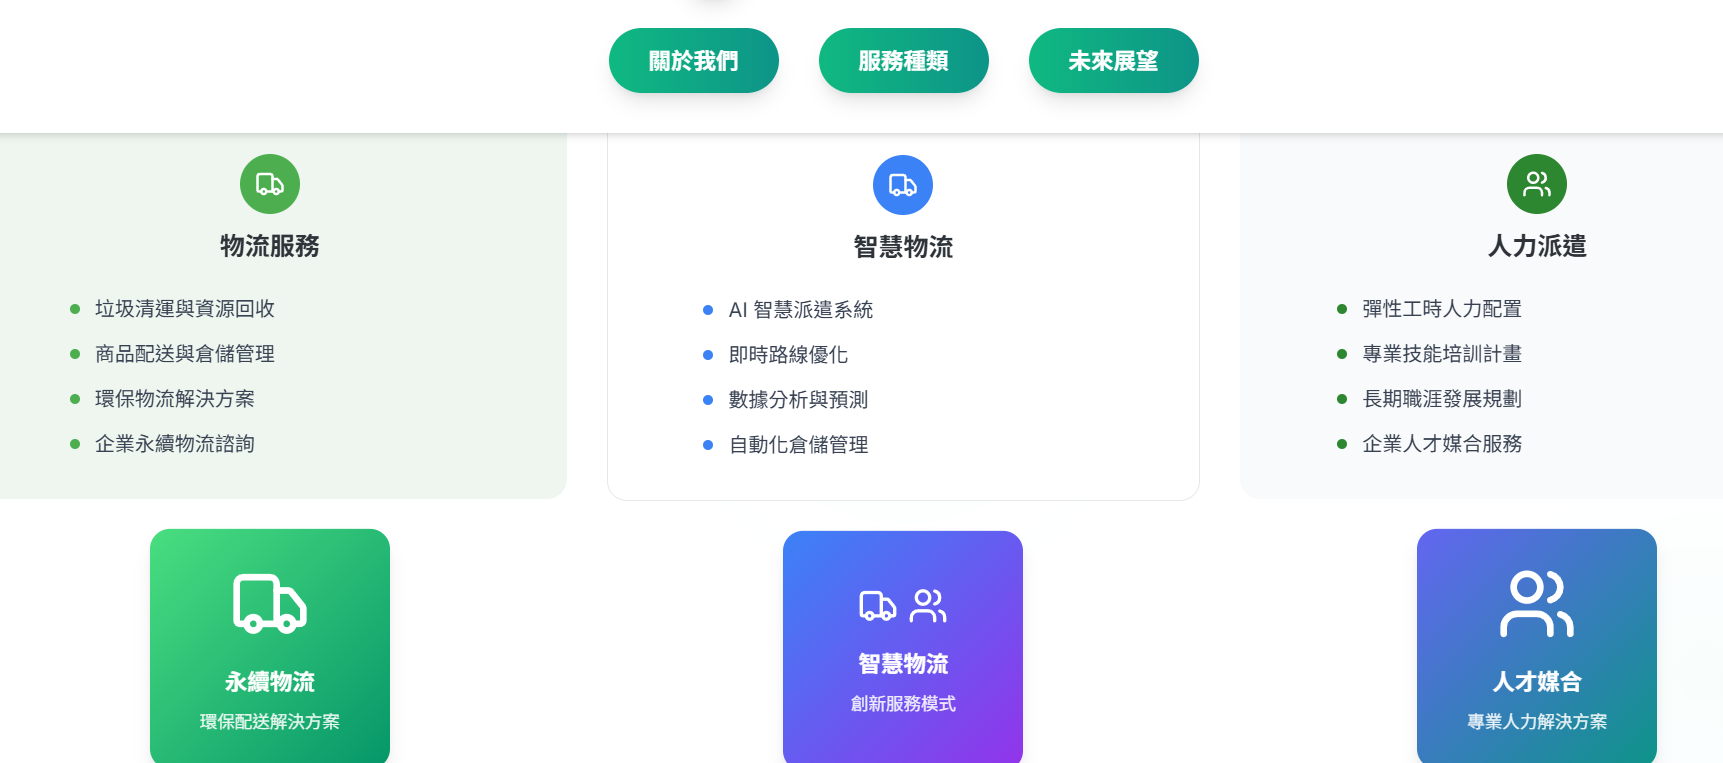 關於我們
服務種類
未來展望
物流服務
垃圾清運與資源回收
商品配送與倉儲管理
環保物流解決方案
企業永續物流諮詢
智慧物流
AI 智慧派遣系統
即時路線優化
數據分析與預測
自動化倉儲管理
人力派遣
彈性工時人力配置
專業技能培訓計畫
長期職涯發展規劃
企業人才媒合服務
永續物流
環保配送解決方案
智慧物流
創新服務模式
人才媒合
專業人力解決方案